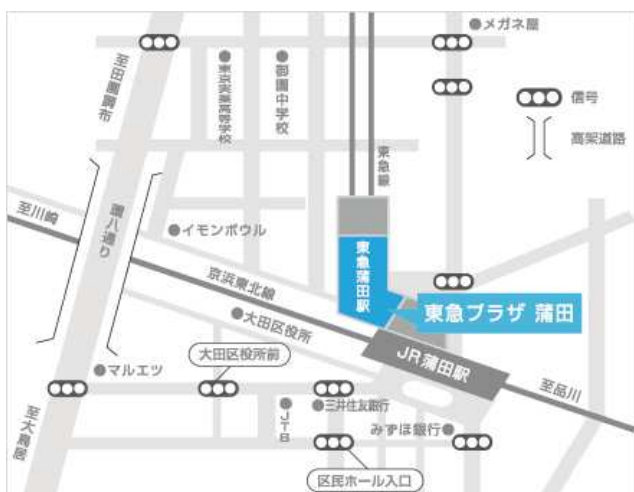 メガネ屋
至田園調布
東京実業高等学校
御園中学校
東急線
信号
高架道路
至川崎
環八通り
イモンボウル
京浜東北線
東急蒲田駅
東急プラザ 蒲田
大田区役所
大田区役所前
マルエツ
JR蒲田駅
至品川
至大鳥居
JTB
三井住友銀行
みずほ銀行
区民ホール入口